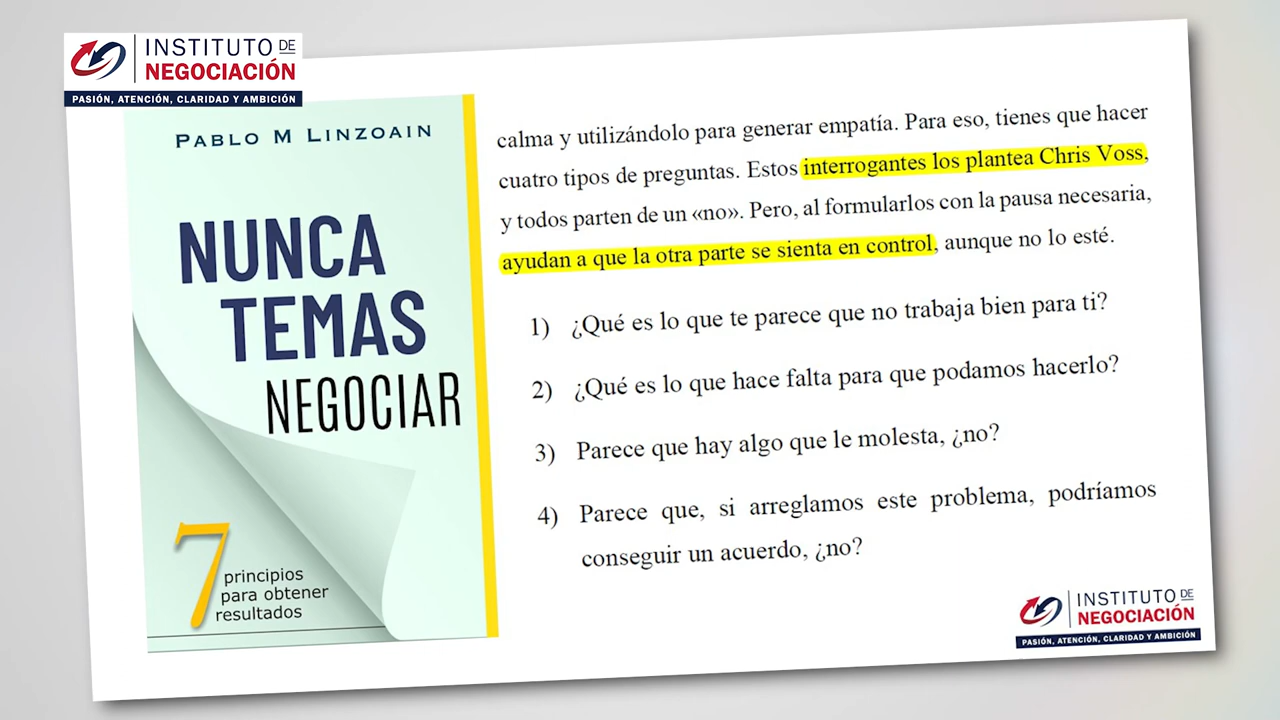 INSTITUTO DE
NEGOCIACIÓN
PASIÓN, ATENCIÓN, CLARIDAD Y AMBICIÓN
PABLO M LINZOAIN
NUNCA
TEMAS
NEGOCIAR
7
principios
para obtener
resultados
calma y utilizándolo para generar empatía. Para eso, tienes que hacer
cuatro tipos de preguntas. Estos interrogantes los plantea Chris Voss,
y todos parten de un «no». Pero, al formularlos con la pausa necesaria,
ayudan a que la otra parte se sienta en control, aunque no lo esté.
1) ¿Qué es lo que te parece que no trabaja bien para ti?
2) ¿Qué es lo que hace falta para que podamos hacerlo?
3) Parece que hay algo que le molesta, ¿no?
4) Parece que, si arreglamos este problema, podríamos
conseguir un acuerdo, ¿no?
INSTITUTO DE
NEGOCIACIÓN
PASIÓN, ATENCIÓN, CLARIDAD Y AMBICIÓN